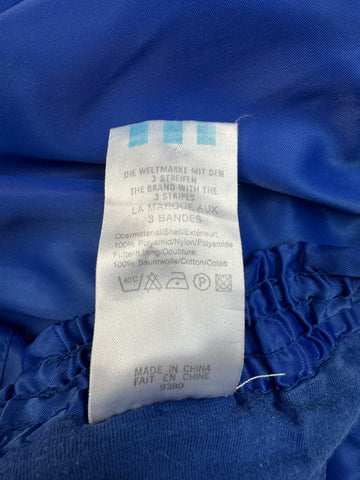 DIE WELTMARKE MIT DEN
3 STREIFEN
THE BRAND WITH THE
3 STRIPES
LA MARQUE AUX
3 BANDES
Obermaterial/Shell/Extérieur:
100% Polyamid/Nylon/Polyamide
Futter/Lining/Doublure:
100% Baumwolle/Cotton/Coton
40°C
MADE IN CHINA
FAIT EN CHINE
9380